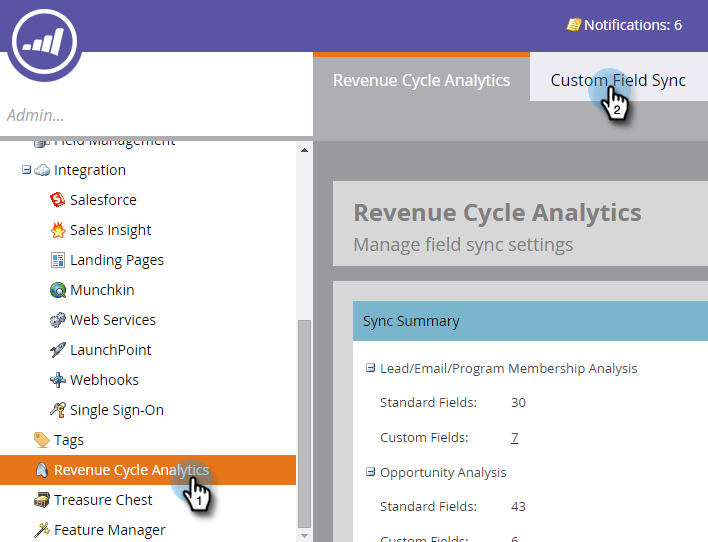 Notifications: 6
Revenue Cycle Analytics
Custom Field Sync
2
Admin...
Field Management
Integration
Salesforce
Sales Insight
Landing Pages
Munchkin
Web Services
LaunchPoint
Webhooks
Single Sign-On
Tags
Revenue Cycle Analytics
1
Treasure Chest
Feature Manager
Revenue Cycle Analytics
Manage field sync settings
Sync Summary
Lead/Email/Program Membership Analysis
Standard Fields: 30
Custom Fields: 7
Opportunity Analysis
Standard Fields: 43
Custom Fields: 6